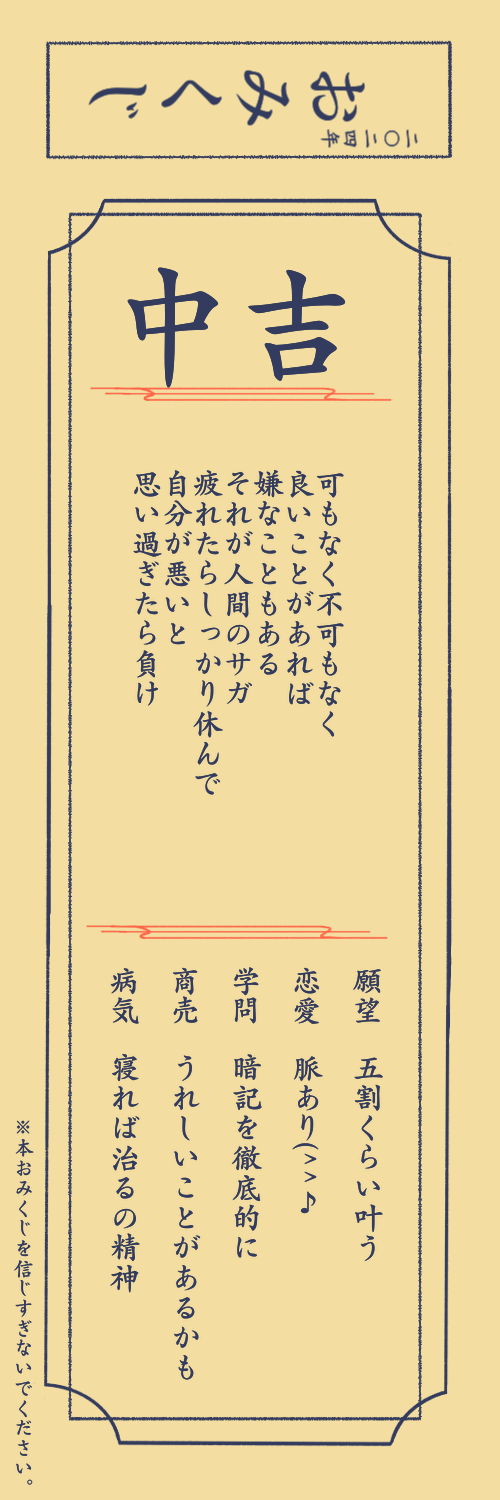 おみくじ
二〇二四年
吉中
可もなく不可もなく
良いことがあれば
嫌なこともある
それが人間のサガ
疲れたらしっかり休んで
自分が悪いと
思い過ぎたら負け
願望 五割くらい叶う
恋愛 脈あり(>>♪
学問 暗記を徹底的に
商売 うれしいことがあるかも
病気 寝れば治るの精神
※本おみくじを信じすぎないでください。